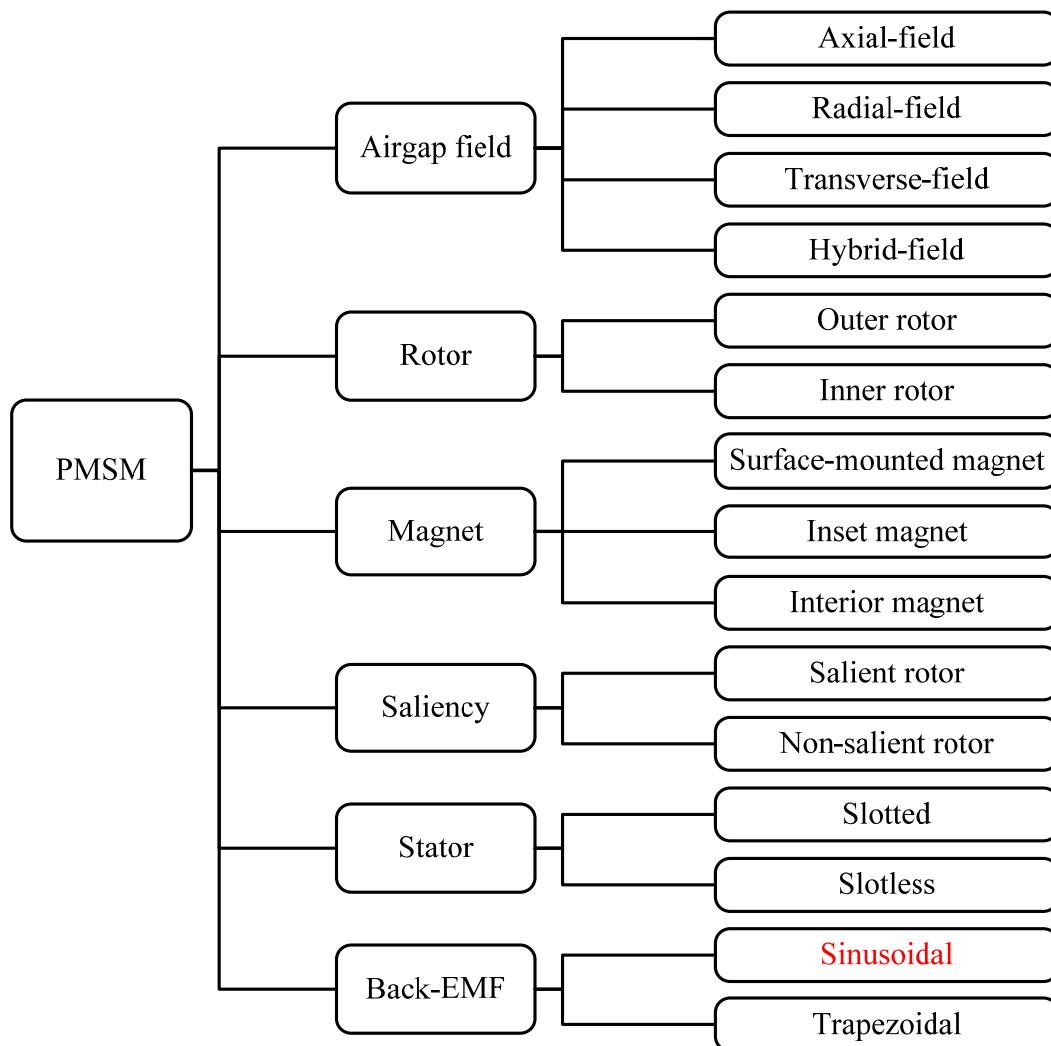 PMSM
Airgap field
Axial-field
Radial-field
Transverse-field
Hybrid-field
Rotor
Outer rotor
Inner rotor
Magnet
Surface-mounted magnet
Inset magnet
Interior magnet
Saliency
Salient rotor
Non-salient rotor
Stator
Slotted
Slotless
Back-EMF
Sinusoidal
Trapezoidal